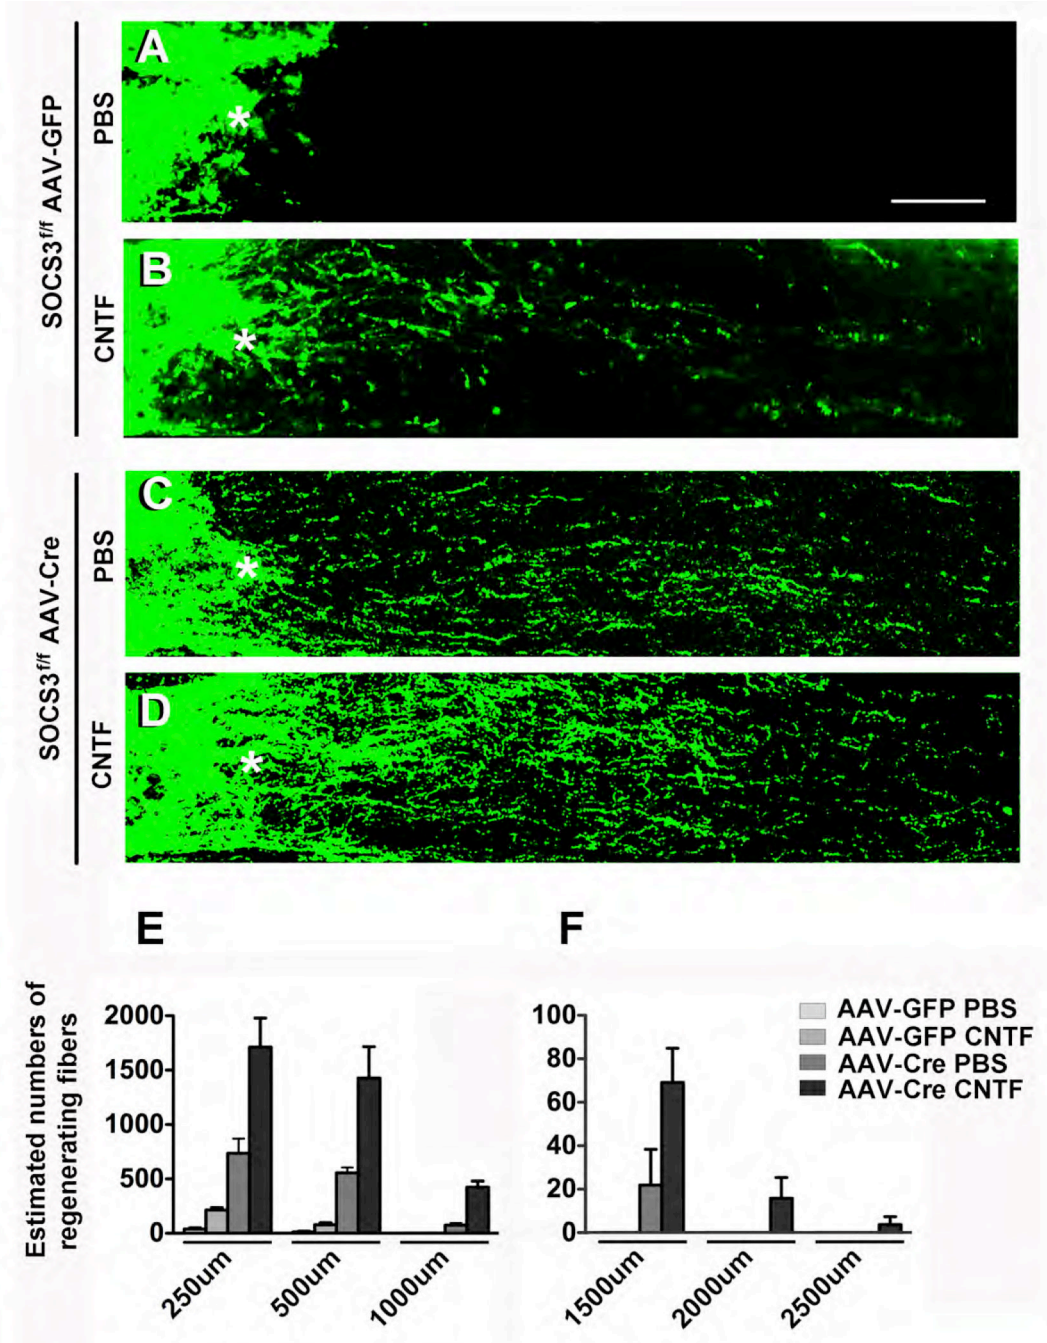 SOCS3f/f AAV-GFP
PBS
A
*
CNTF
B
*
SOCS3f/f AAV-Cre
PBS
C
*
CNTF
D
*
E
F
Estimated numbers of
regenerating fibers
2000
1500
1000
500
0
250um
500um
1000um
100
80
60
40
20
0
1500um
2000um
2500um
AAV-GFP PBS
AAV-GFP CNTF
AAV-Cre PBS
AAV-Cre CNTF